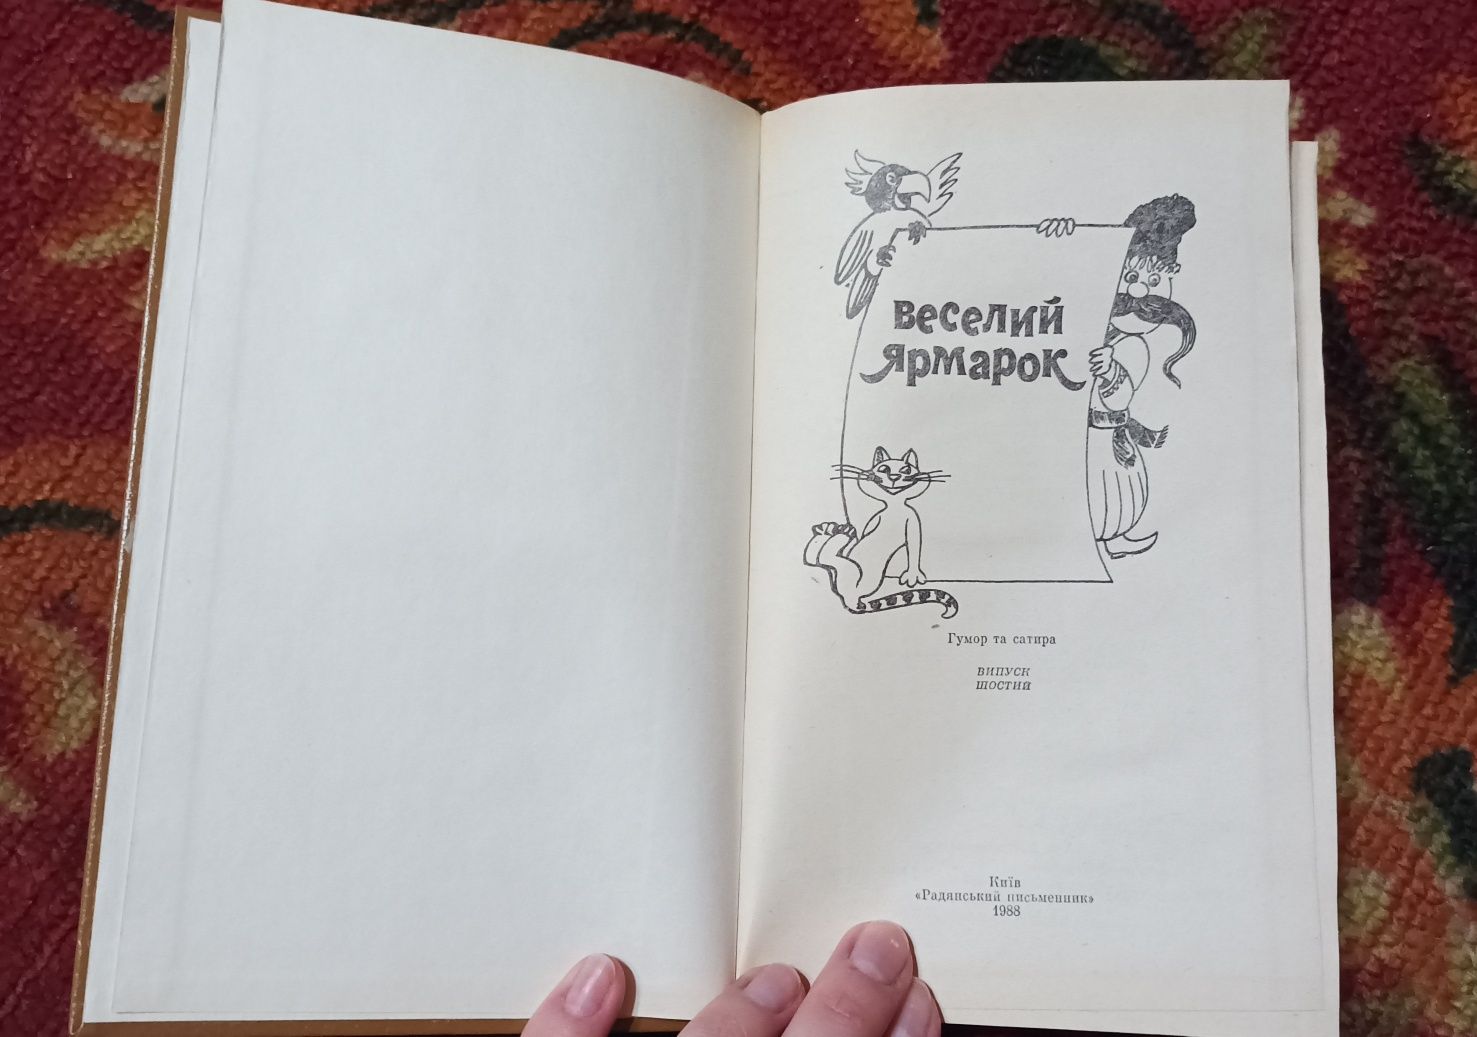 веселий
ярмарок
Гумор та сатира
ВИПУСК
ШОСТИЙ
Київ
«Радянський письменник»
1988